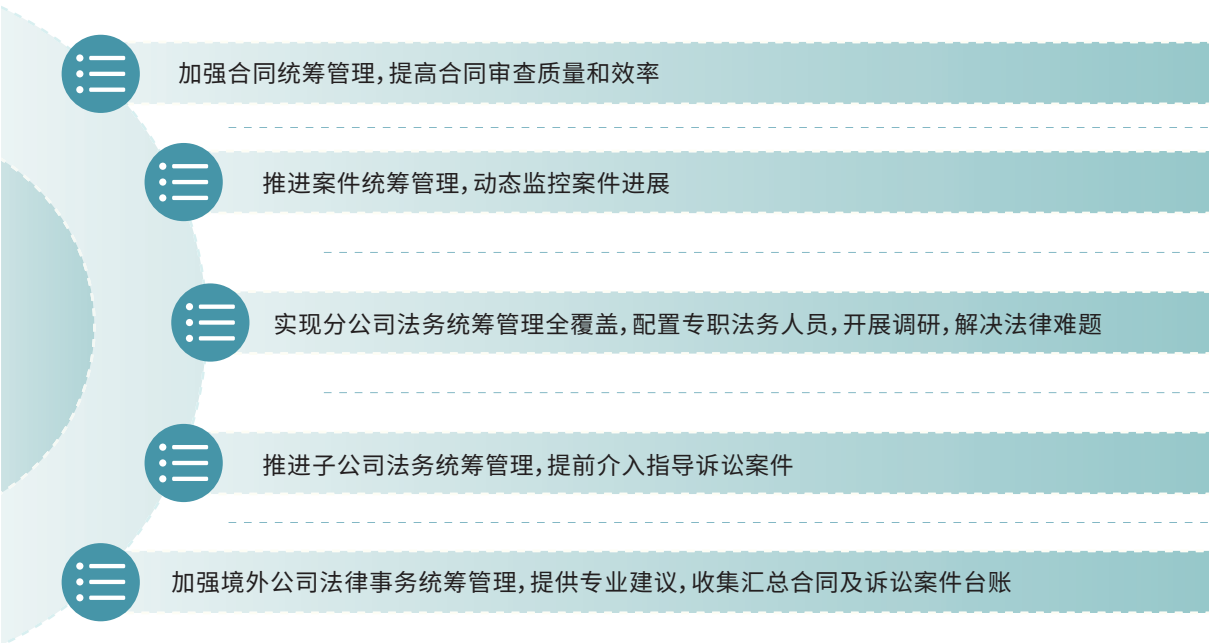 加强合同统筹管理，提高合同审查质量和效率
推进案件统筹管理，动态监控案件进展
实现分公司法务统筹管理全覆盖，配置专职法务人员，开展调研，解决法律难题
推进子公司法务统筹管理，提前介入指导诉讼案件
加强境外公司法律事务统筹管理，提供专业建议，收集汇总合同及诉讼案件台账